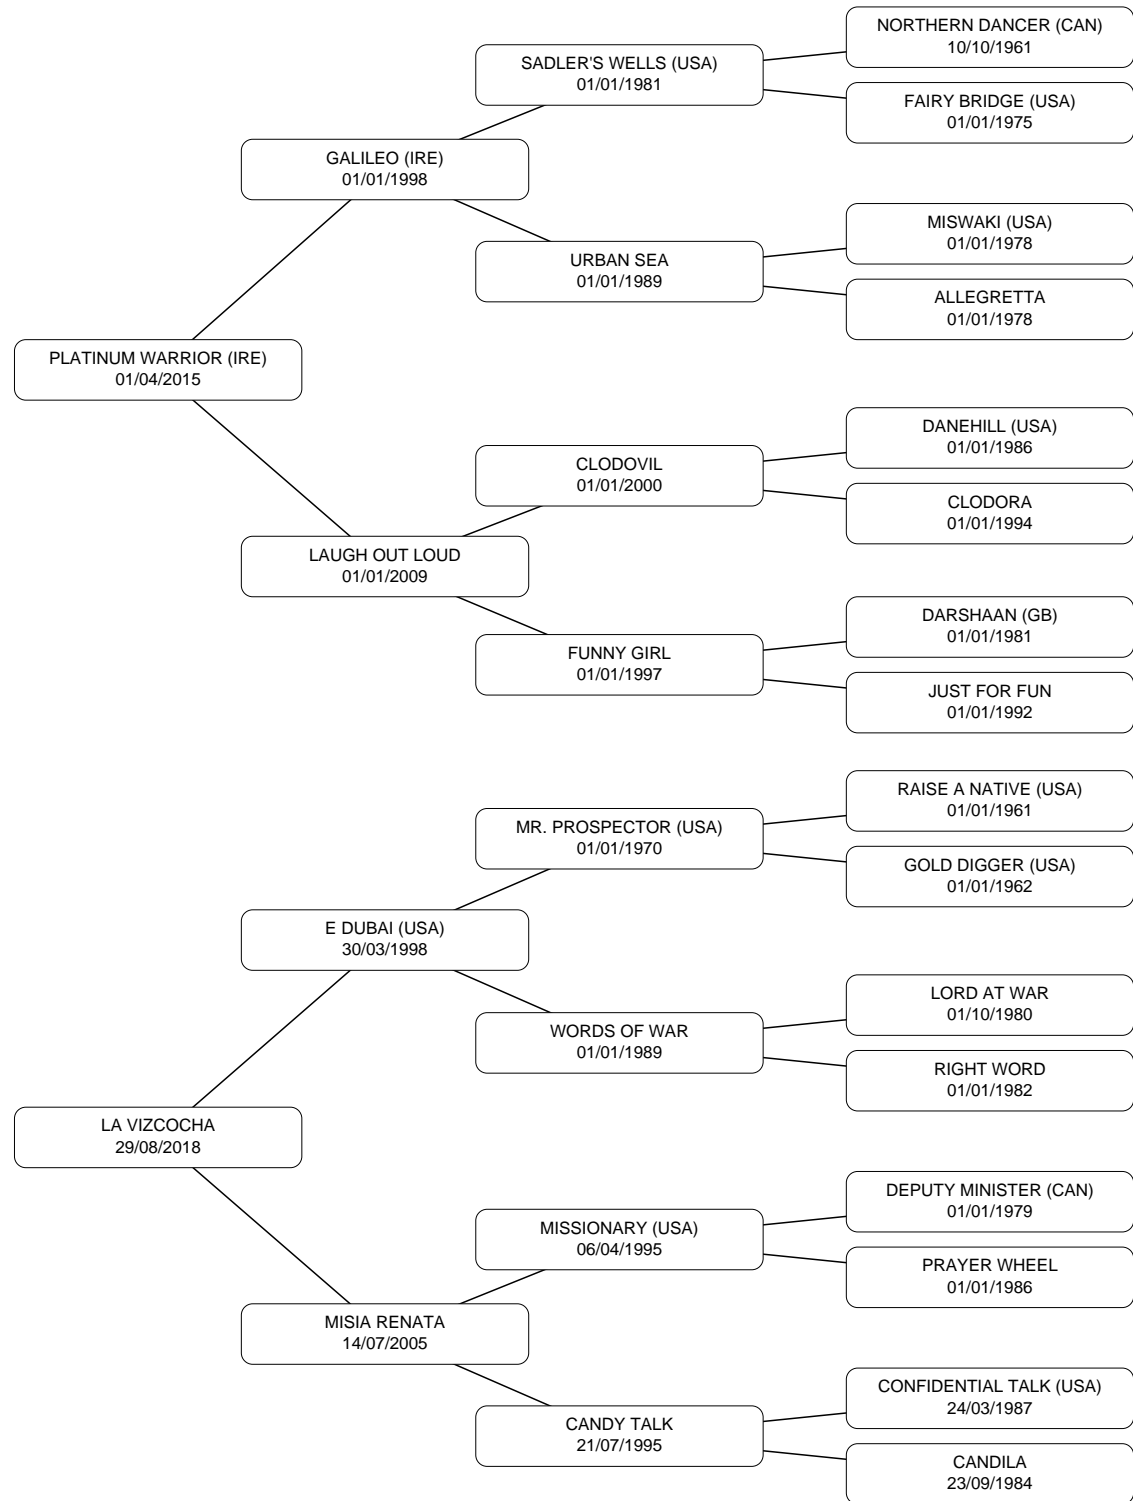 NORTHERN DANCER (CAN)
10/10/1961
SADLER'S WELLS (USA)
01/01/1981
FAIRY BRIDGE (USA)
01/01/1975
GALILEO (IRE)
01/01/1998
MISWAKI (USA)
01/01/1978
URBAN SEA
01/01/1989
ALLEGRETTA
01/01/1978
PLATINUM WARRIOR (IRE)
01/04/2015
DANEHILL (USA)
01/01/1986
CLODOVIL
01/01/2000
CLODORA
01/01/1994
LAUGH OUT LOUD
01/01/2009
DARSHAAN (GB)
01/01/1981
FUNNY GIRL
01/01/1997
JUST FOR FUN
01/01/1992
RAISE A NATIVE (USA)
01/01/1961
MR. PROSPECTOR (USA)
01/01/1970
GOLD DIGGER (USA)
01/01/1962
E DUBAI (USA)
30/03/1998
LORD AT WAR
01/10/1980
WORDS OF WAR
01/01/1989
RIGHT WORD
01/01/1982
LA VIZCOCHA
29/08/2018
DEPUTY MINISTER (CAN)
01/01/1979
MISSIONARY (USA)
06/04/1995
PRAYER WHEEL
01/01/1986
MISIA RENATA
14/07/2005
CONFIDENTIAL TALK (USA)
24/03/1987
CANDY TALK
21/07/1995
CANDILA
23/09/1984